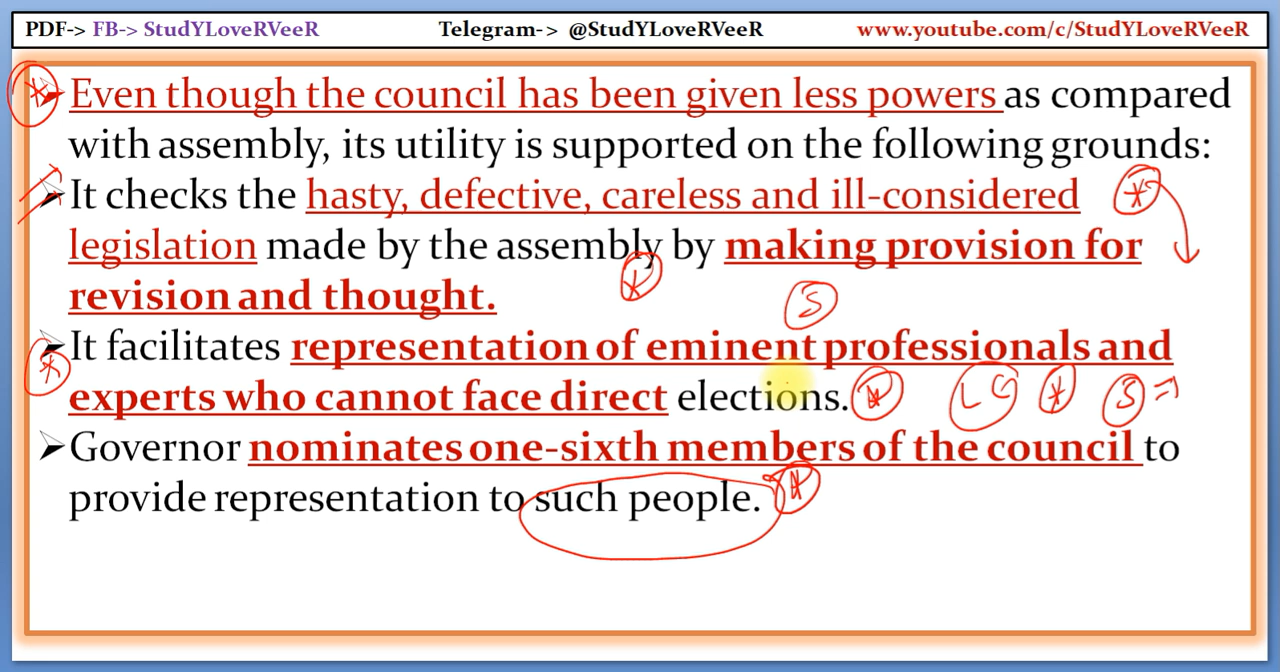 PDF-> FB-> StudYLoveRVeeR Telegram-> @StudYLoveRVeeR www.youtube.com/c/StudYLoveRVeeR
Even though the council has been given less powers as compared
with assembly, its utility is supported on the following grounds:
It checks the hasty, defective, careless and ill-considered
legislation made by the assembly by making provision for
revision and thought.
S
It facilitates representation of eminent professionals and
experts who cannot face direct elections. LG S
Governor nominates one-sixth members of the council to
provide representation to such people.